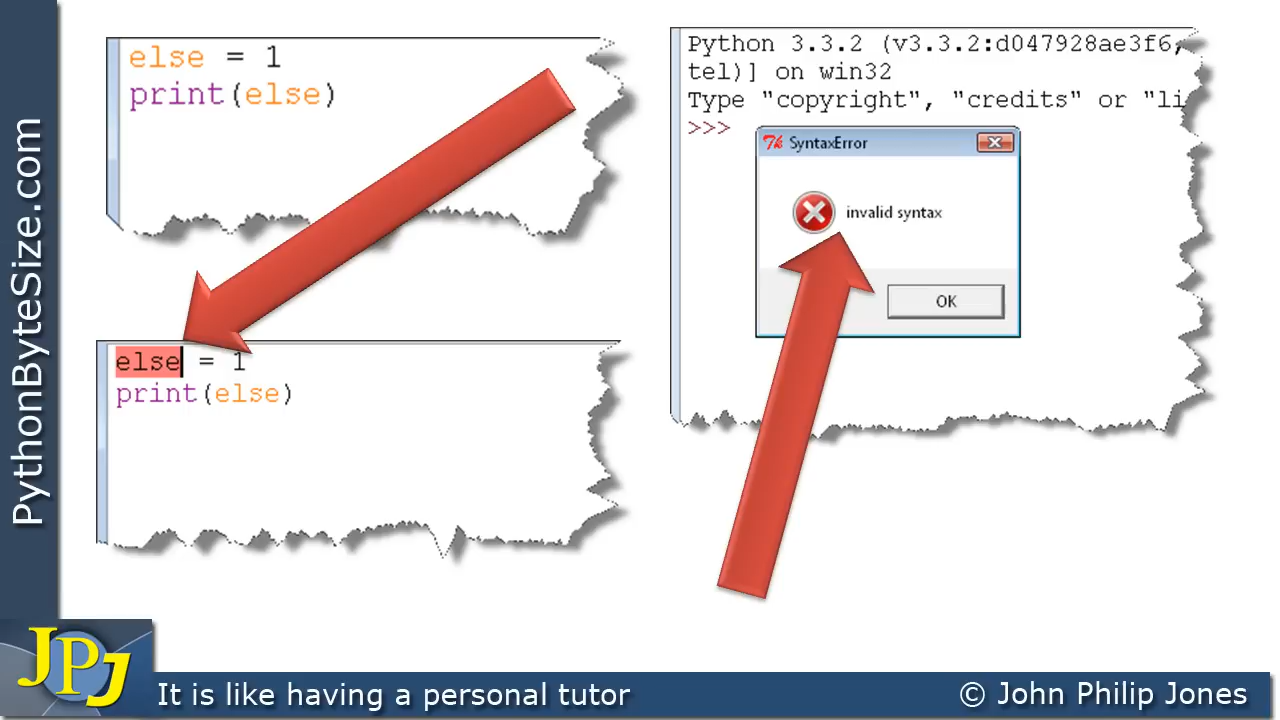 PythonByteSize.com
else = 1
print(else)
else = 1
print(else)
Python 3.3.2 (v3.3.2:d047928ae3f6,
tel)] on win32
Type "copyright", "credits" or "li
>>>
SyntaxError
invalid syntax
OK
JPJ
It is like having a personal tutor
© John Philip Jones